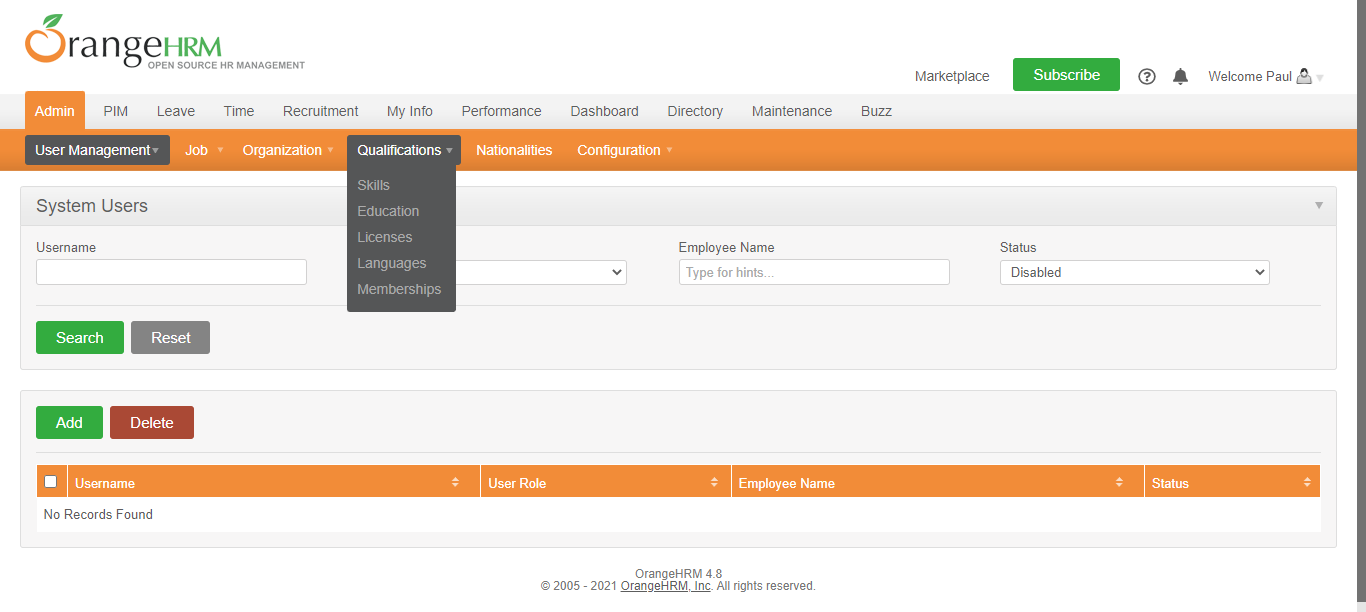 OrangeHRM
OPEN SOURCE HR MANAGEMENT
Marketplace Subscribe ? Welcome Paul
Admin PIM Leave Time Recruitment My Info Performance Dashboard Directory Maintenance Buzz
User Management Job Organization Qualifications Nationalities Configuration
Skills
Education
Licenses
Languages
Memberships
System Users
Username Employee Name Status
Type for hints... Disabled
Search Reset
Add Delete
Username User Role Employee Name Status
No Records Found
OrangeHRM 4.8
© 2005 - 2021 OrangeHRM, Inc. All rights reserved.